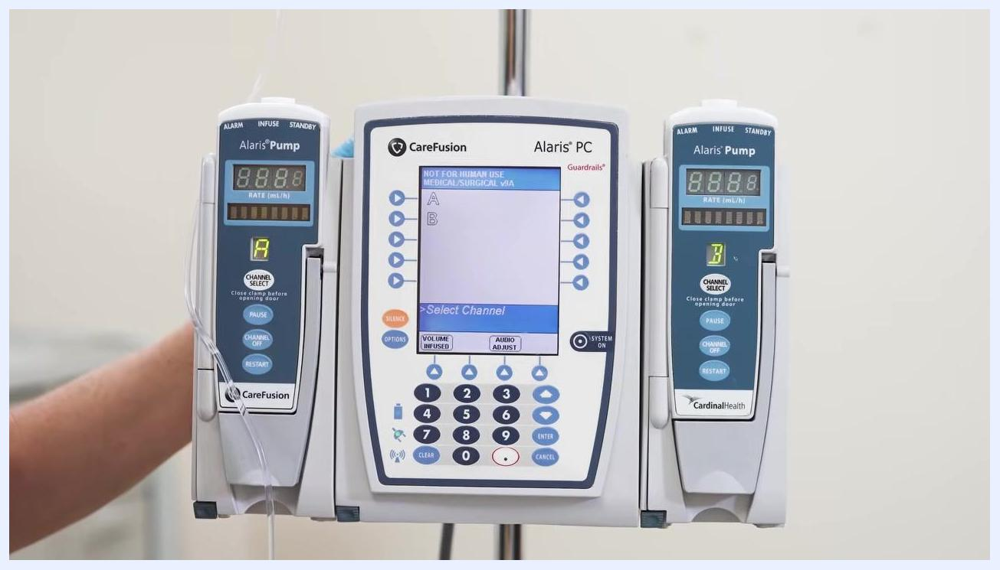 ALARM INFUSE STANDBY
Alaris® Pump
8888
RATE (mL/h)
A
CHANNEL
SELECT
Close clamp before
opening door
PAUSE
CHANNEL
OFF
RESTART
CareFusion
CareFusion
Alaris® PC
Guardrails®
NOT FOR HUMAN USE
MEDICAL/SURGICAL v9A
A
B
>Select Channel
VOLUME
INFUSED
AUDIO
ADJUST
SILENCE
OPTIONS
SYSTEM
ON
1 2 3
4 5 6
7 8 9 ENTER
CLEAR 0 . CANCEL
ALARM INFUSE STANDBY
Alaris® Pump
8888
RATE (mL/h)
B
CHANNEL
SELECT
Close clamp before
opening door
PAUSE
CHANNEL
OFF
RESTART
CardinalHealth